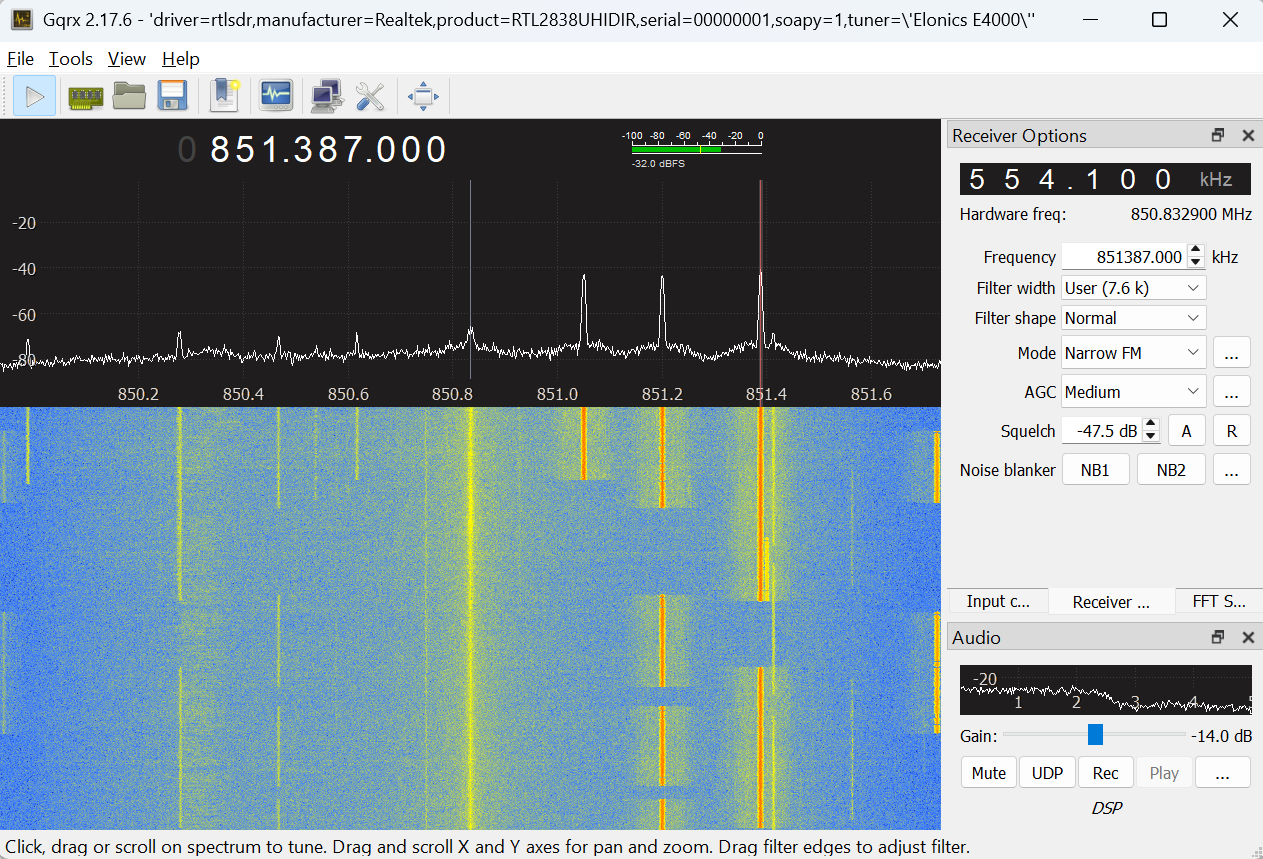 Gqrx 2.17.6 - 'driver=rtlsdr,manufacturer=Realtek,product=RTL2838UHIDIR,serial=00000001,soapy=1,tuner=\'Elonics E4000\''
File Tools View Help
0 851.387.000
-100 -80 -60 -40 -20 0
-32.0 dBFS
-20
-40
-60
-80
850.2 850.4 850.6 850.8 851.0 851.2 851.4 851.6
Receiver Options
554.100 kHz
Hardware freq: 850.832900 MHz
Frequency 851387.000 kHz
Filter width User (7.6 k)
Filter shape Normal
Mode Narrow FM ...
AGC Medium ...
Squelch -47.5 dB A R
Noise blanker NB1 NB2 ...
Input c... Receiver ... FFT S...
Audio
-20
1 2 3 4 5
Gain: -14.0 dB
Mute UDP Rec Play ...
DSP
Click, drag or scroll on spectrum to tune. Drag and scroll X and Y axes for pan and zoom. Drag filter edges to adjust filter.